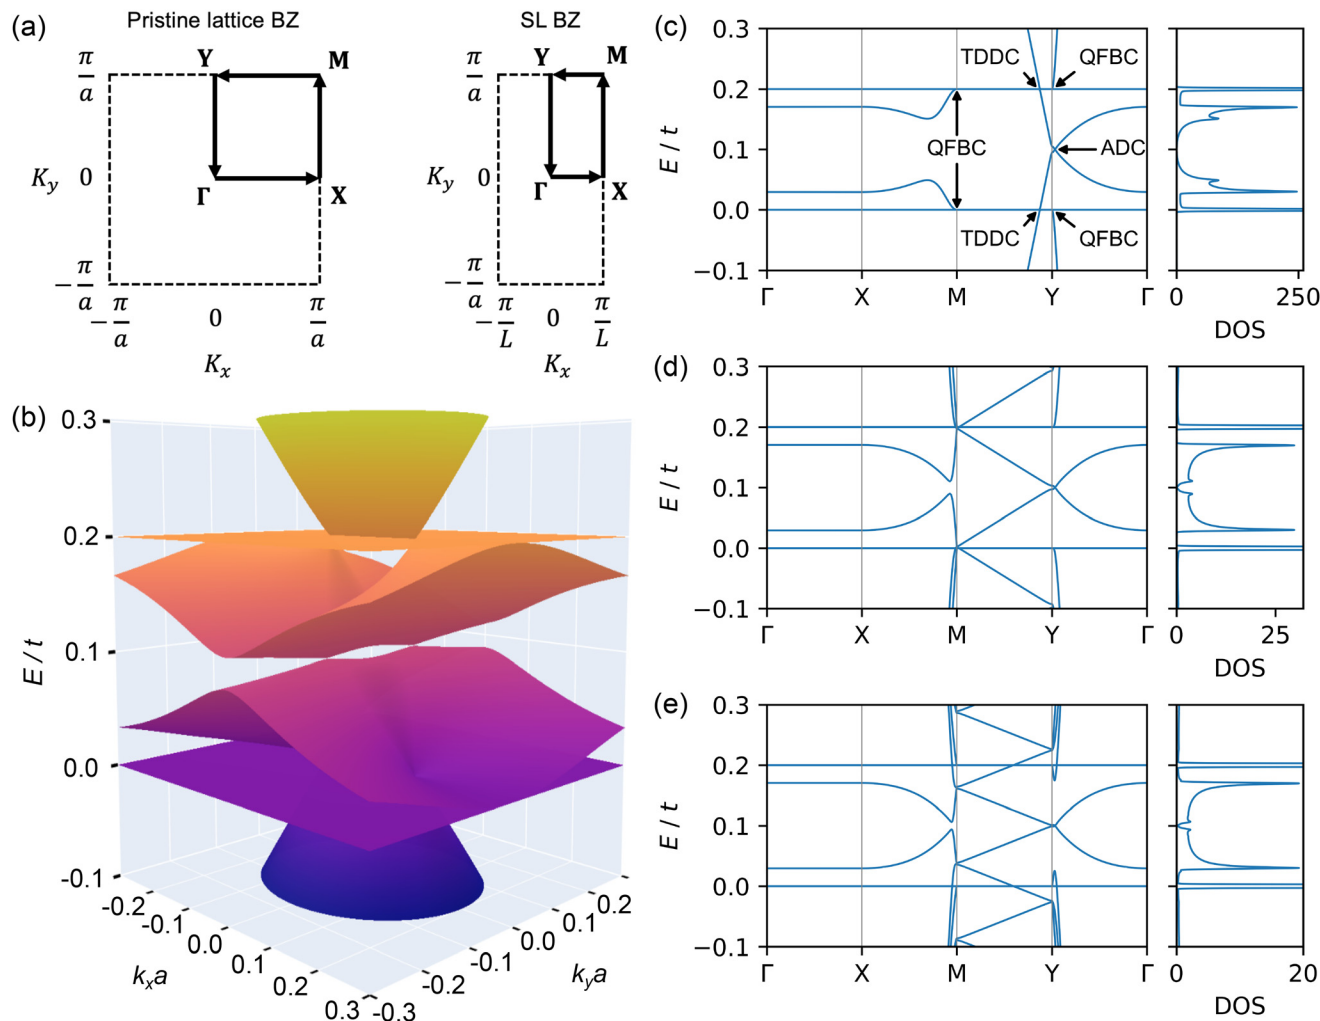 (a)
Pristine lattice BZ
SL BZ
π/a
Y
M
K_y
0
Γ
X
−π/a
−π/a
0
π/a
K_x
π/a
Y
M
K_y
0
Γ
X
−π/a
−π/L
0
π/L
K_x
(b)
0.3
0.2
0.1
0.0
-0.1
E / t
-0.2
-0.1
0.0
0.1
0.2
0.3
k_xa
-0.3
-0.2
-0.1
0.0
0.1
0.2
k_ya
(c)
0.3
0.2
0.1
0.0
−0.1
E / t
TDDC
QFBC
QFBC
ADC
TDDC
QFBC
Γ
X
M
Y
Γ
0
250
DOS
(d)
0.3
0.2
0.1
0.0
−0.1
E / t
Γ
X
M
Y
Γ
0
25
DOS
(e)
0.3
0.2
0.1
0.0
−0.1
E / t
Γ
X
M
Y
Γ
0
20
DOS